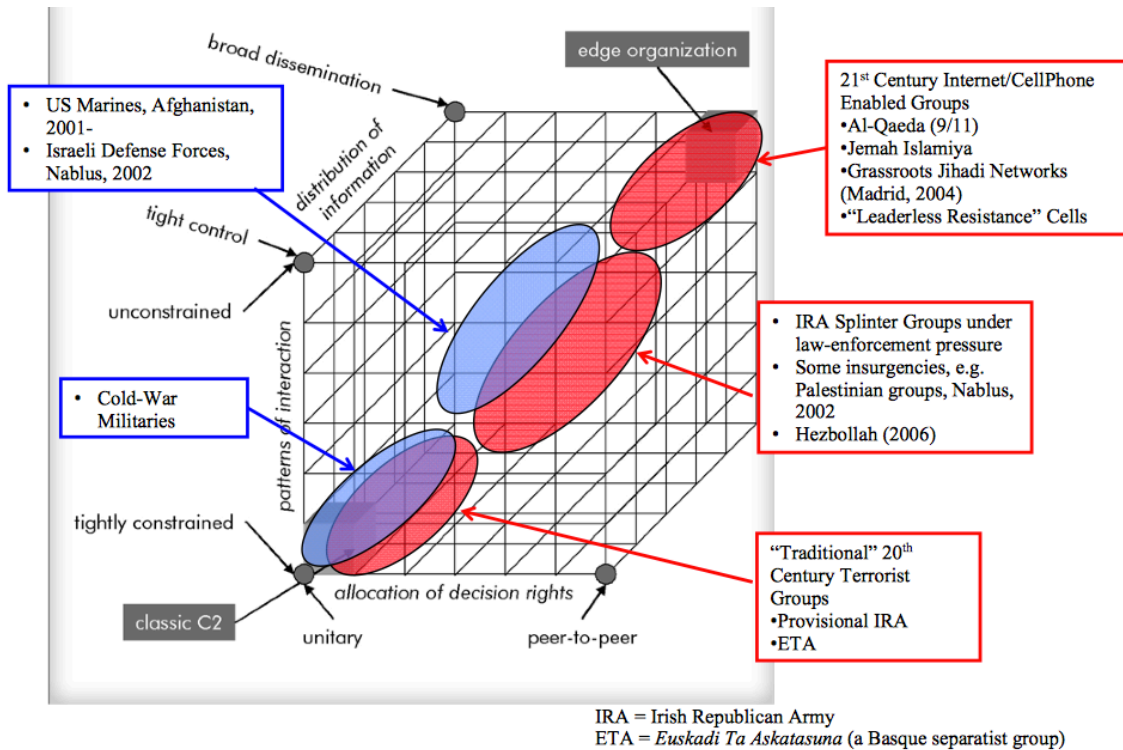 broad dissemination
edge organization
• US Marines, Afghanistan,
2001-
• Israeli Defense Forces,
Nablus, 2002
distribution of
information
tight control
unconstrained
21st Century Internet/CellPhone
Enabled Groups
•Al-Qaeda (9/11)
•Jemah Islamiya
•Grassroots Jihadi Networks
(Madrid, 2004)
•“Leaderless Resistance” Cells
• IRA Splinter Groups under
law-enforcement pressure
• Some insurgencies, e.g.
Palestinian groups, Nablus,
2002
• Hezbollah (2006)
• Cold-War
Militaries
patterns of interaction
tightly constrained
allocation of decision rights
classic C2
unitary
peer-to-peer
“Traditional” 20th
Century Terrorist
Groups
•Provisional IRA
•ETA
IRA = Irish Republican Army
ETA = Euskadi Ta Askatasuna (a Basque separatist group)